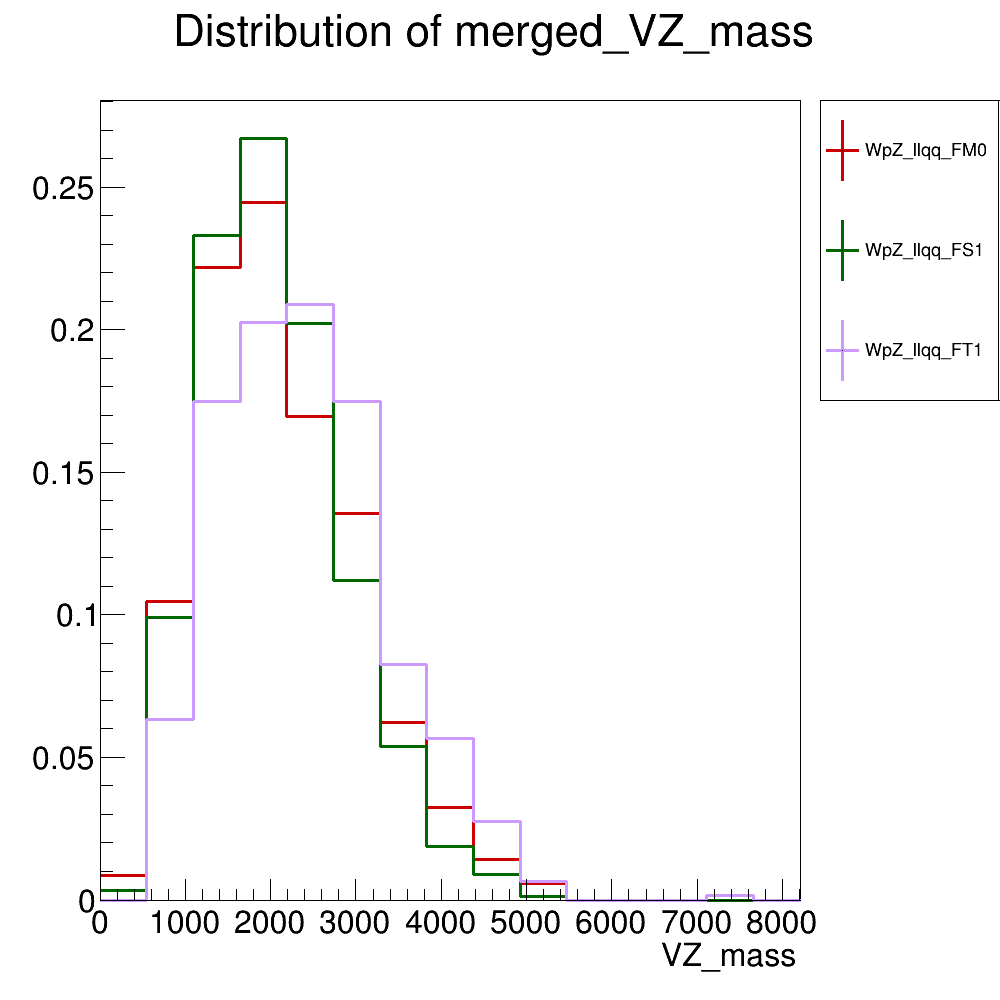 Distribution of merged_VZ_mass
WpZ_llqq_FM0
WpZ_llqq_FS1
WpZ_llqq_FT1
0.25
0.2
0.15
0.1
0.05
0
0 1000 2000 3000 4000 5000 6000 7000 8000
VZ_mass